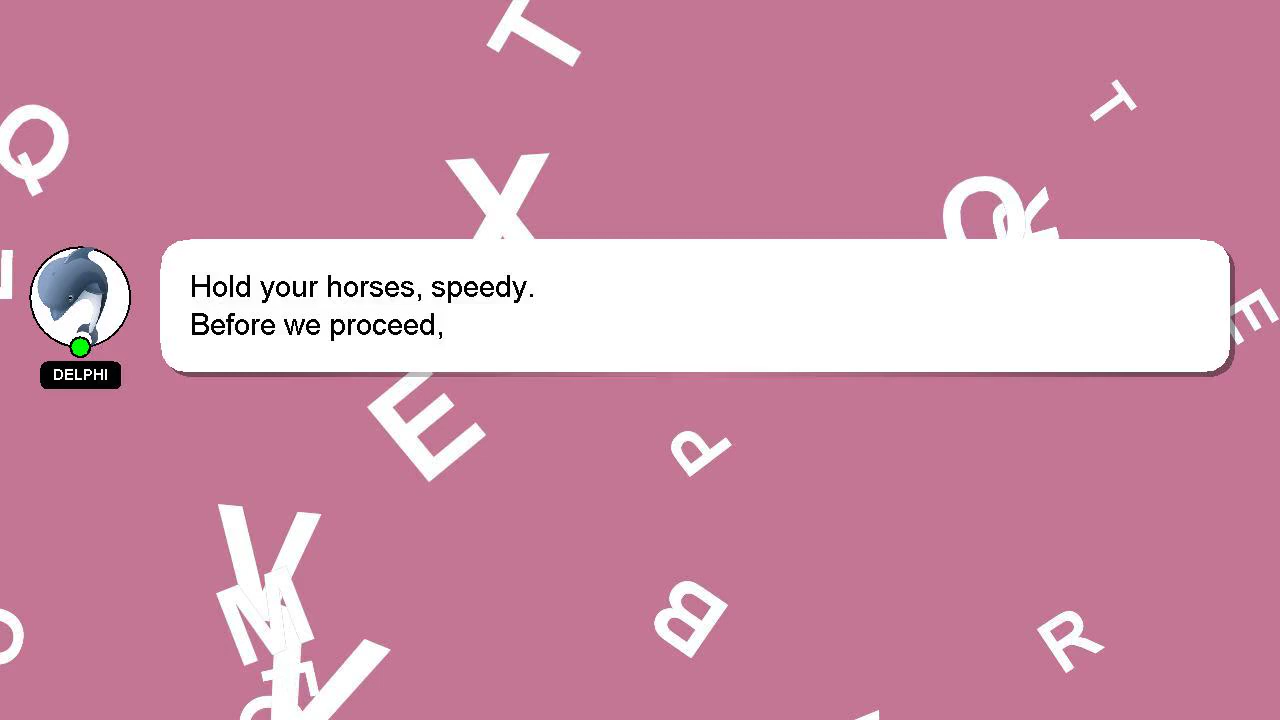 Hold your horses, speedy.
Before we proceed,
DELPHI
T
T
Q
X
Q
E
E
P
V
M
B
R